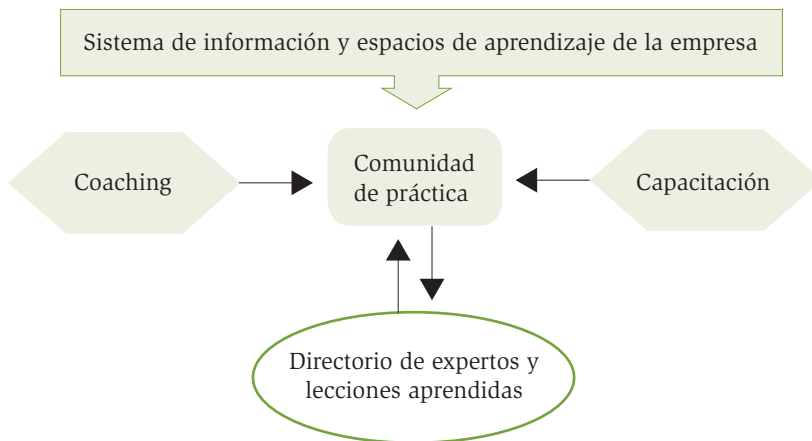 Sistema de información y espacios de aprendizaje de la empresa
Coaching
Comunidad
de práctica
Capacitación
Directorio de expertos y
lecciones aprendidas